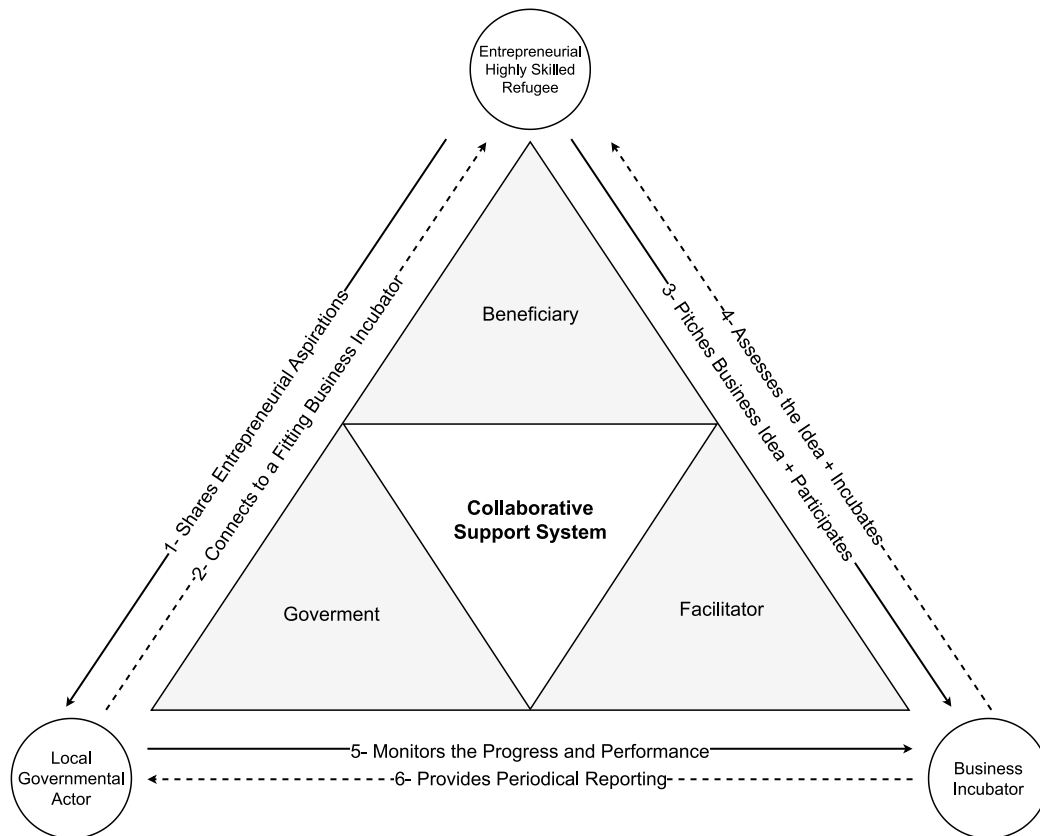 Entrepreneurial
Highly Skilled
Refugee
1- Shares Entrepreneurial Aspirations
2- Connects to a Fitting Business Incubator
Beneficiary
3- Pitches Business Idea + Participates
4- Assesses the Idea + Incubates
Collaborative
Support System
Goverment
Facilitator
Local
Governmental
Actor
5- Monitors the Progress and Performance
6- Provides Periodical Reporting
Business
Incubator